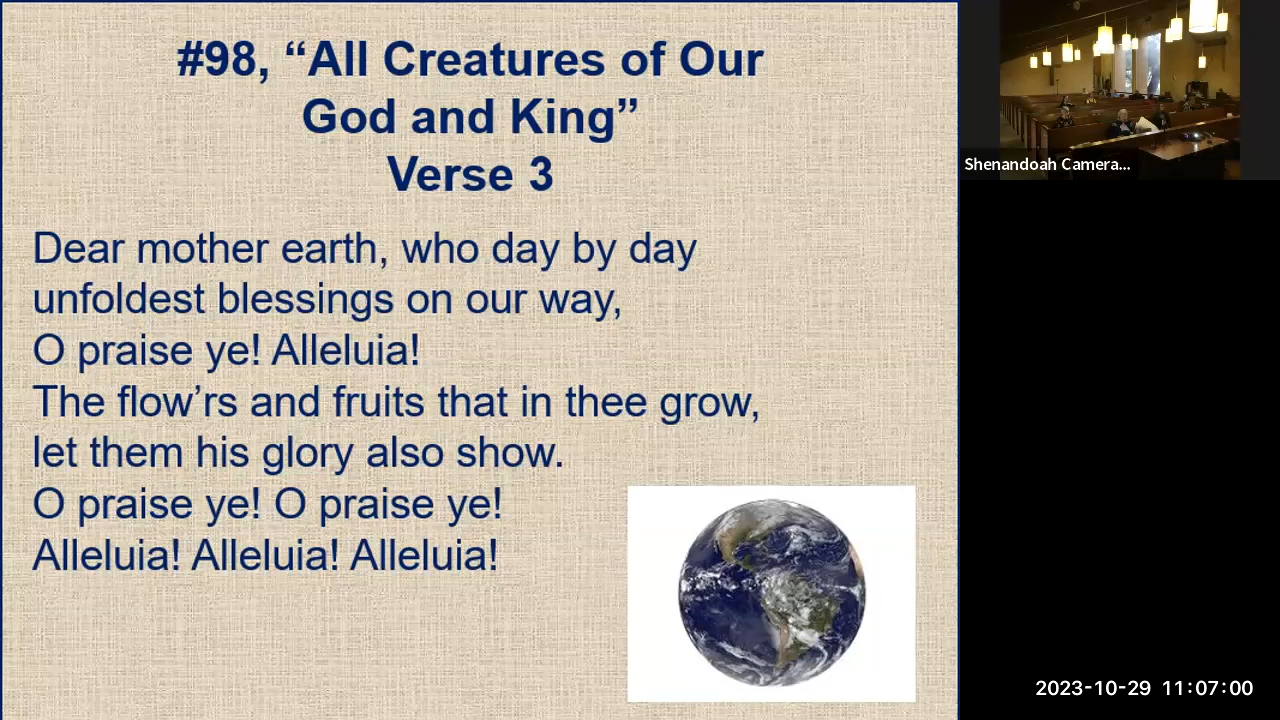 #98, “All Creatures of Our
God and King”
Verse 3
Dear mother earth, who day by day
unfoldest blessings on our way,
O praise ye! Alleluia!
The flow’rs and fruits that in thee grow,
let them his glory also show.
O praise ye! O praise ye!
Alleluia! Alleluia! Alleluia!
Shenandoah Camera...
2023-10-29 11:07:00